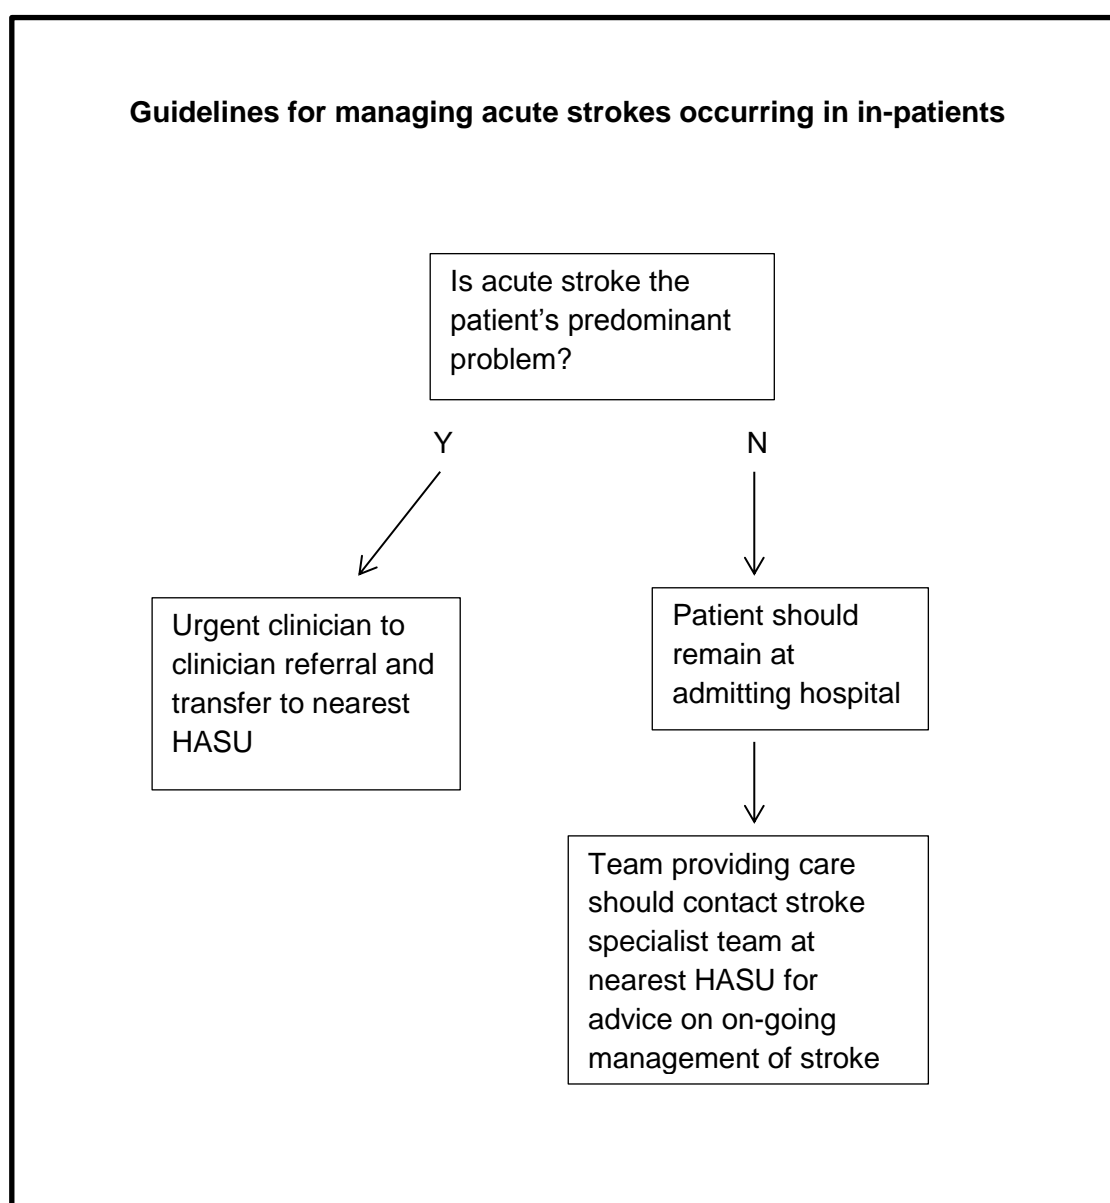 Guidelines for managing acute strokes occurring in in-patients
Is acute stroke the
patient’s predominant
problem?
Y
N
Urgent clinician to
clinician referral and
transfer to nearest
HASU
Patient should
remain at
admitting hospital
Team providing care
should contact stroke
specialist team at
nearest HASU for
advice on on-going
management of stroke